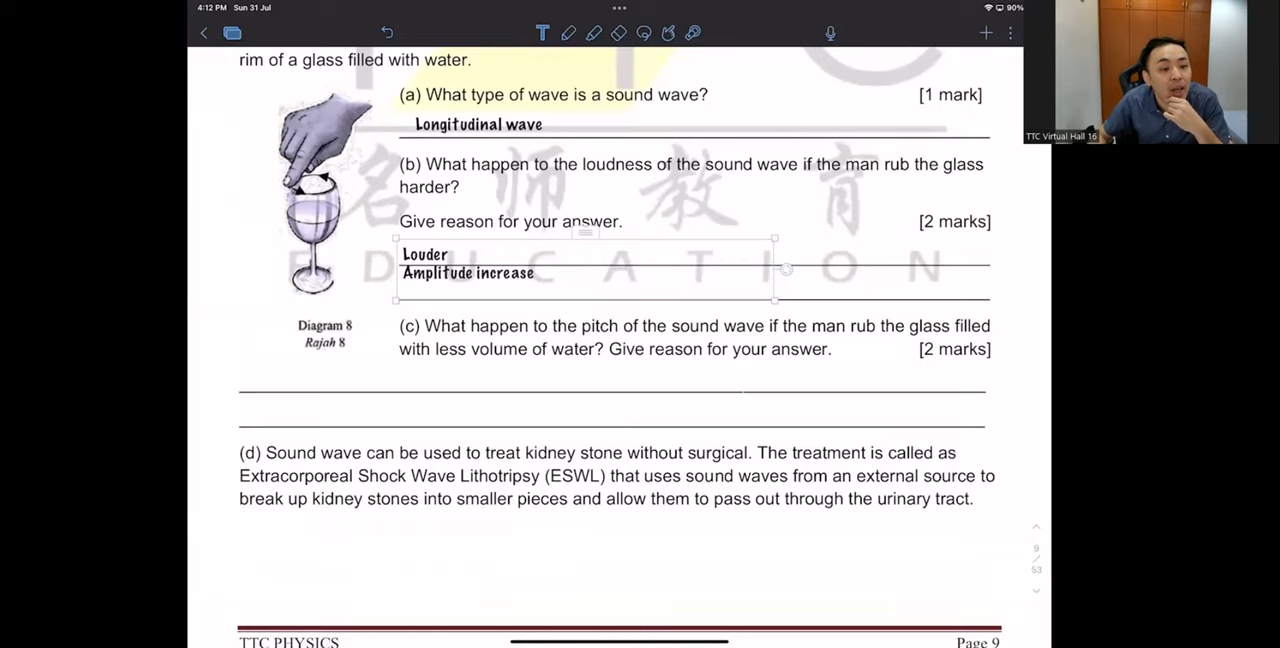 4:12 PM Sun 31 Jul
90%
rim of a glass filled with water.
(a) What type of wave is a sound wave? [1 mark]
Longitudinal wave
(b) What happen to the loudness of the sound wave if the man rub the glass
harder?
Give reason for your answer. [2 marks]
Louder
Amplitude increase
名师教育
EDUCATION
Diagram 8
Rajah 8
(c) What happen to the pitch of the sound wave if the man rub the glass filled
with less volume of water? Give reason for your answer. [2 marks]
(d) Sound wave can be used to treat kidney stone without surgical. The treatment is called as
Extracorporeal Shock Wave Lithotripsy (ESWL) that uses sound waves from an external source to
break up kidney stones into smaller pieces and allow them to pass out through the urinary tract.
9
/
53
TTC PHYSICS Page 9
TTC Virtual Hall 16